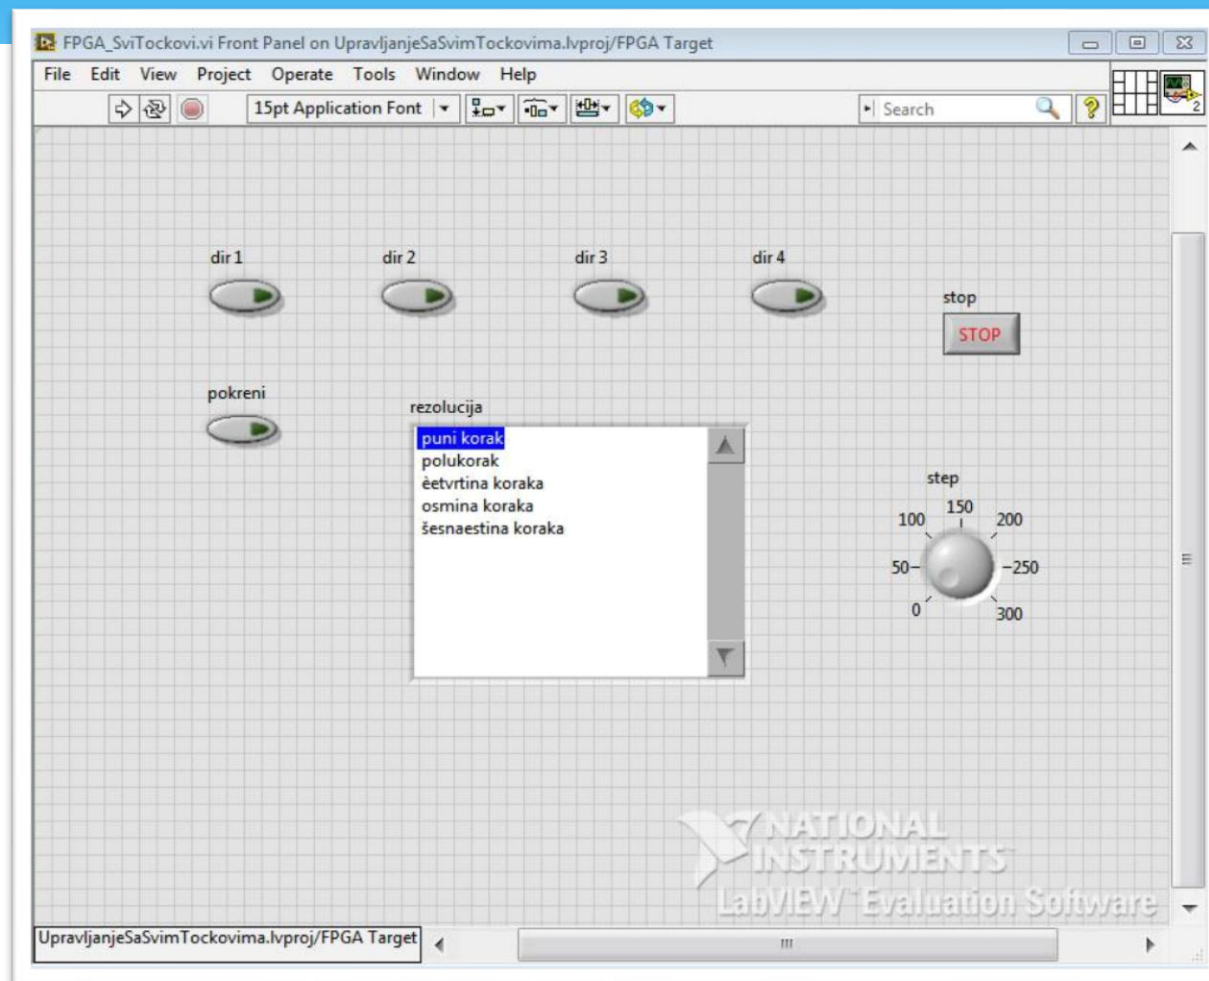 FPGA_SviTockovi.vi Front Panel on UpravljanjeSaSvimTockovima.lvproj/FPGA Target
File Edit View Project Operate Tools Window Help
15pt Application Font
Search
2
dir 1 dir 2 dir 3 dir 4
stop
STOP
pokreni
rezolucija
puni korak
polukorak
èetvrtina koraka
osmina koraka
šesnaestina koraka
step
0 50 100 150 200 250 300
NATIONAL
INSTRUMENTS
LabVIEW™ Evaluation Software
UpravljanjeSaSvimTockovima.lvproj/FPGA Target